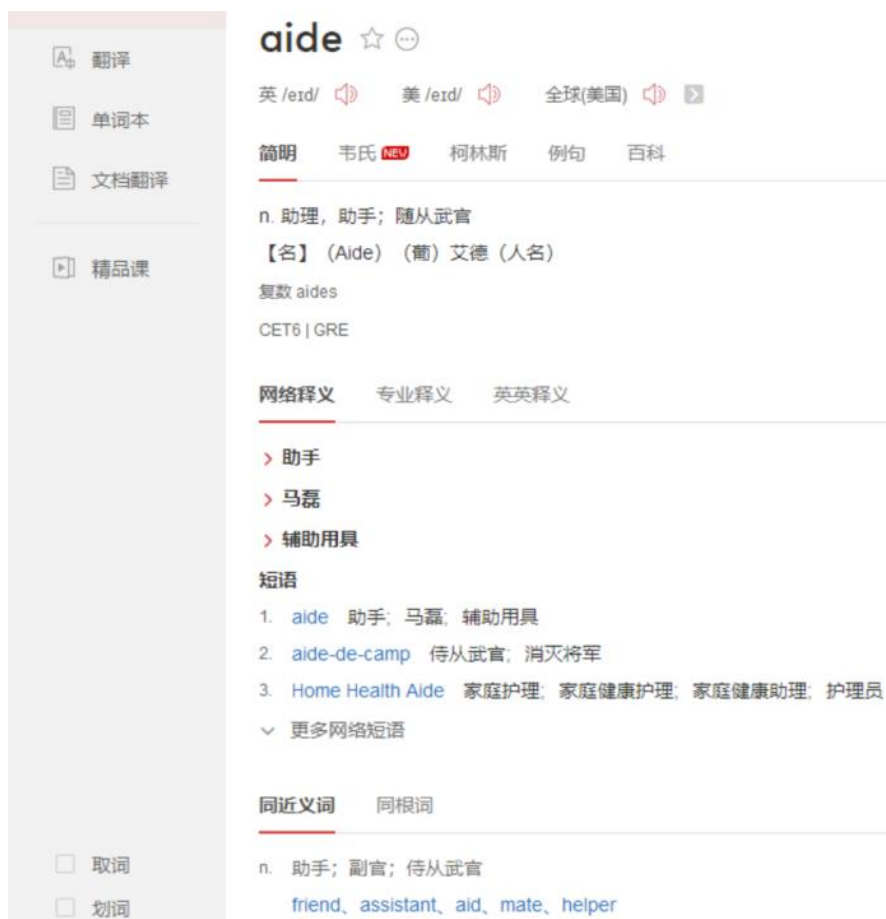 aide
翻译
英 /eɪd/ 美 /eɪd/ 全球(美国)
单词本
简明 韦氏 NEW 柯林斯 例句 百科
文档翻译
n. 助理，助手；随从武官
【名】（Aide）（葡）艾德（人名）
精品课
复数 aides
CET6 | GRE
网络释义 专业释义 英英释义
助手
马磊
辅助用具
短语
1. aide 助手; 马磊; 辅助用具
2. aide-de-camp 侍从武官; 消灭将军
3. Home Health Aide 家庭护理; 家庭健康护理; 家庭健康助理; 护理员
更多网络短语
同近义词 同根词
取词
n. 助手；副官；侍从武官
划词
friend、assistant、aid、mate、helper